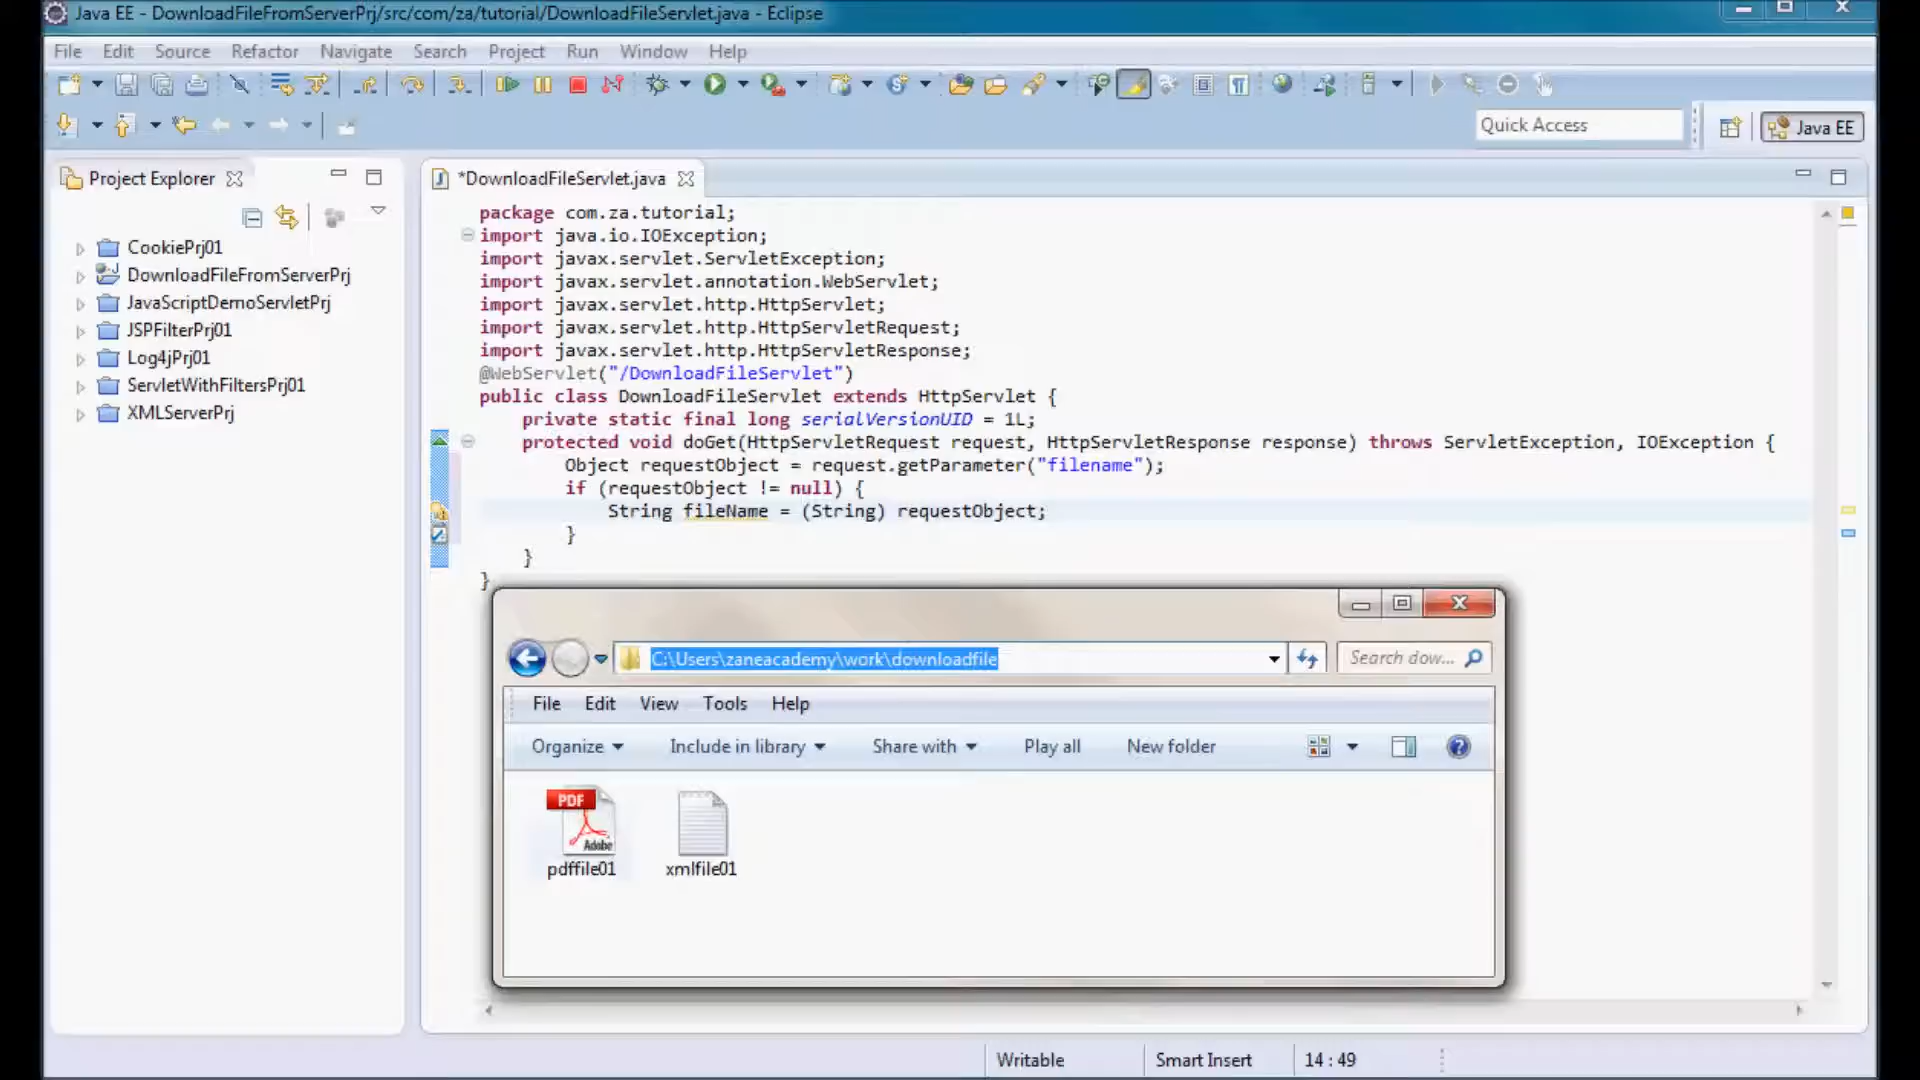 Java EE - DownloadFileFromServerPrj/src/com/za/tutorial/DownloadFileServlet.java - Eclipse
File Edit Source Refactor Navigate Search Project Run Window Help
Quick Access
Java EE
Project Explorer
CookiePrj01
DownloadFileFromServerPrj
JavaScriptDemoServletPrj
JSPFilterPrj01
Log4jPrj01
ServletWithFiltersPrj01
XMLServerPrj
*DownloadFileServlet.java
package com.za.tutorial;
import java.io.IOException;
import javax.servlet.ServletException;
import javax.servlet.annotation.WebServlet;
import javax.servlet.http.HttpServlet;
import javax.servlet.http.HttpServletRequest;
import javax.servlet.http.HttpServletResponse;
@WebServlet("/DownloadFileServlet")
public class DownloadFileServlet extends HttpServlet {
private static final long serialVersionUID = 1L;
protected void doGet(HttpServletRequest request, HttpServletResponse response) throws ServletException, IOException {
Object requestObject = request.getParameter("filename");
if (requestObject != null) {
String fileName = (String) requestObject;
}
}
}
C:\Users\zaneacademy\work\downloadfile
Search dow...
File Edit View Tools Help
Organize Include in library Share with Play all New folder
PDF
Adobe
pdffile01
xmlfile01
Writable Smart Insert 14 : 49